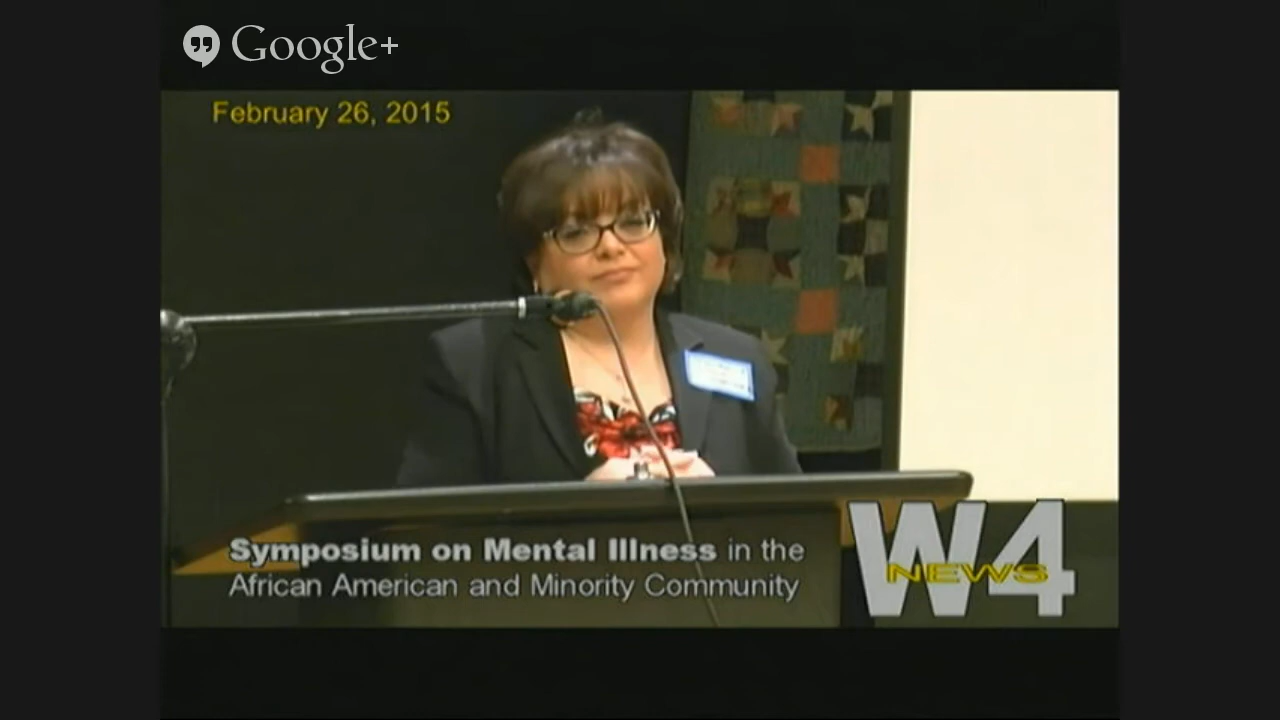 Google+
February 26, 2015
Symposium on Mental Illness in the
African American and Minority Community
W4
NEWS